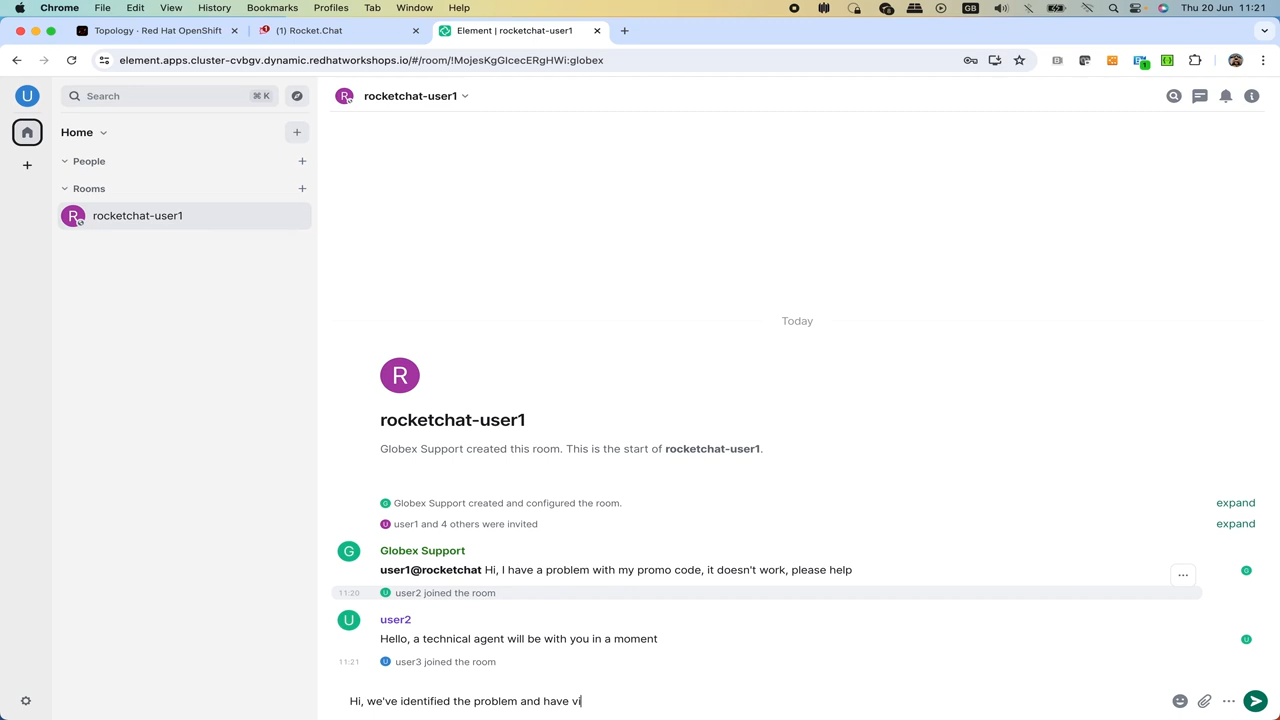 Chrome File Edit View History Bookmarks Profiles Tab Window Help GB Thu 20 Jun 11:21
Topology · Red Hat OpenShift (1) Rocket.Chat Element | rocketchat-user1
element.apps.cluster-cvbgv.dynamic.redhatworkshops.io/#/room/!MojesKgGIcecERgHWi:globex 1
U Search ⌘ K R rocketchat-user1
Home
People
Rooms
R rocketchat-user1
Today
R
rocketchat-user1
Globex Support created this room. This is the start of rocketchat-user1.
G Globex Support created and configured the room. expand
U user1 and 4 others were invited expand
G Globex Support
user1@rocketchat Hi, I have a problem with my promo code, it doesn't work, please help G
11:20 U user2 joined the room
U user2
Hello, a technical agent will be with you in a moment U
11:21 U user3 joined the room
Hi, we've identified the problem and have vi